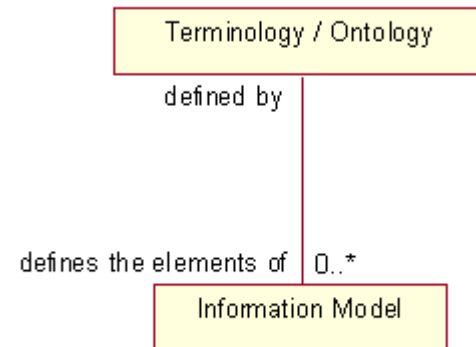 Terminology / Ontology
defined by
defines the elements of 0..*
Information Model